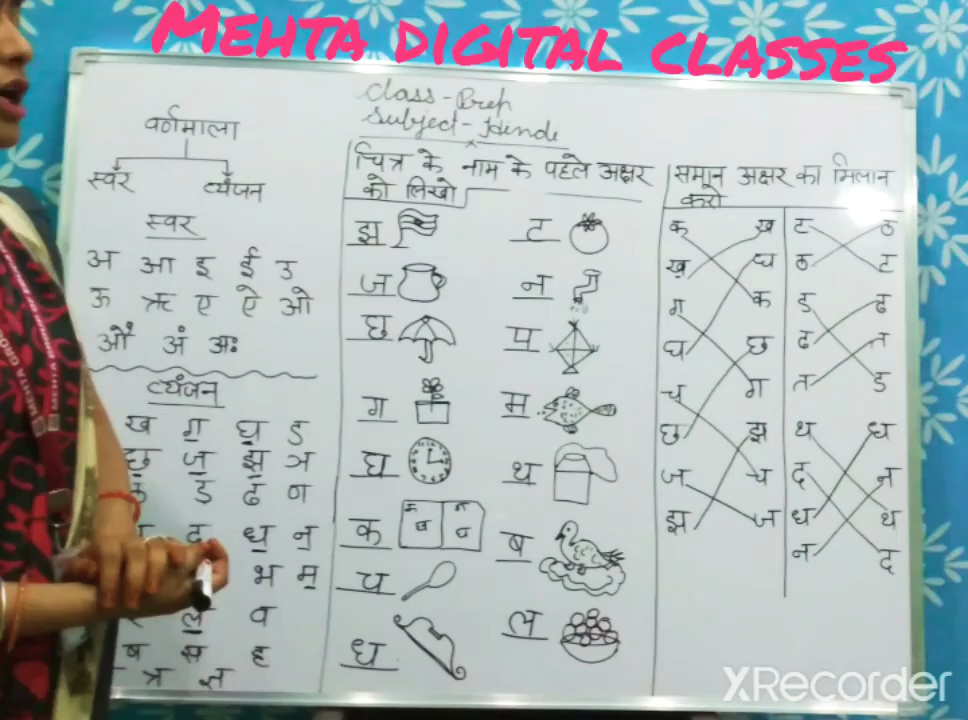 MEHTA DIGITAL CLASSES
Class - Prep
Subject - Hinde
वर्णमाला
स्वर व्यंजन
स्वर
अ आ इ ई उ
ऊ ऋ ए ऐ ओ
औ अं अः
व्यंजन
ख ग घ ङ
छ ज झ ञ
ड ढ ण
द ध न
भ म
ल व
ष स ह
त्र ज्ञ
चित्र के नाम के पहले अक्षर
को लिखो
झ ट
ज न
छ प
ग म
घ थ
क ब
च
ल
ध
समान अक्षर का मिलान
करो
क ख ट ठ
ख घ ठ ट
ग क ड ढ
घ छ ढ त
च ग त ड
छ झ थ ध
ज च द न
झ ज ध थ
न द
XRecorder